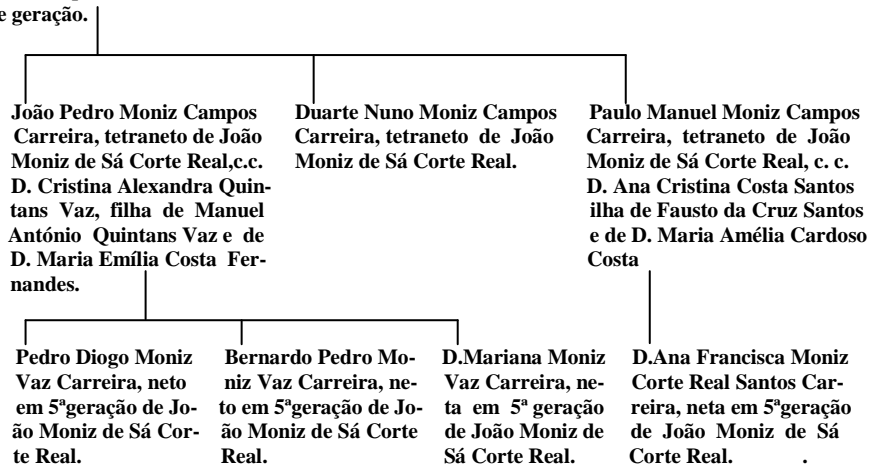 e geração.
João Pedro Moniz Campos
Carreira, tetraneto de João
Moniz de Sá Corte Real,c.c.
D. Cristina Alexandra Quin-
tans Vaz, filha de Manuel
António Quintans Vaz e de
D. Maria Emília Costa Fer-
nandes.
Duarte Nuno Moniz Campos
Carreira, tetraneto de João
Moniz de Sá Corte Real.
Paulo Manuel Moniz Campos
Carreira, tetraneto de João
Moniz de Sá Corte Real, c. c.
D. Ana Cristina Costa Santos
ilha de Fausto da Cruz Santos
e de D. Maria Amélia Cardoso
Costa
Pedro Diogo Moniz
Vaz Carreira, neto
em 5ªgeração de Jo-
ão Moniz de Sá Cor-
te Real.
Bernardo Pedro Mo-
niz Vaz Carreira, ne-
to em 5ªgeração de Jo-
ão Moniz de Sá Corte
Real.
D.Mariana Moniz
Vaz Carreira, ne-
ta em 5ª geração
de João Moniz de
Sá Corte Real.
D.Ana Francisca Moniz
Corte Real Santos Car-
reira, neta em 5ªgeração
de João Moniz de Sá
Corte Real. .